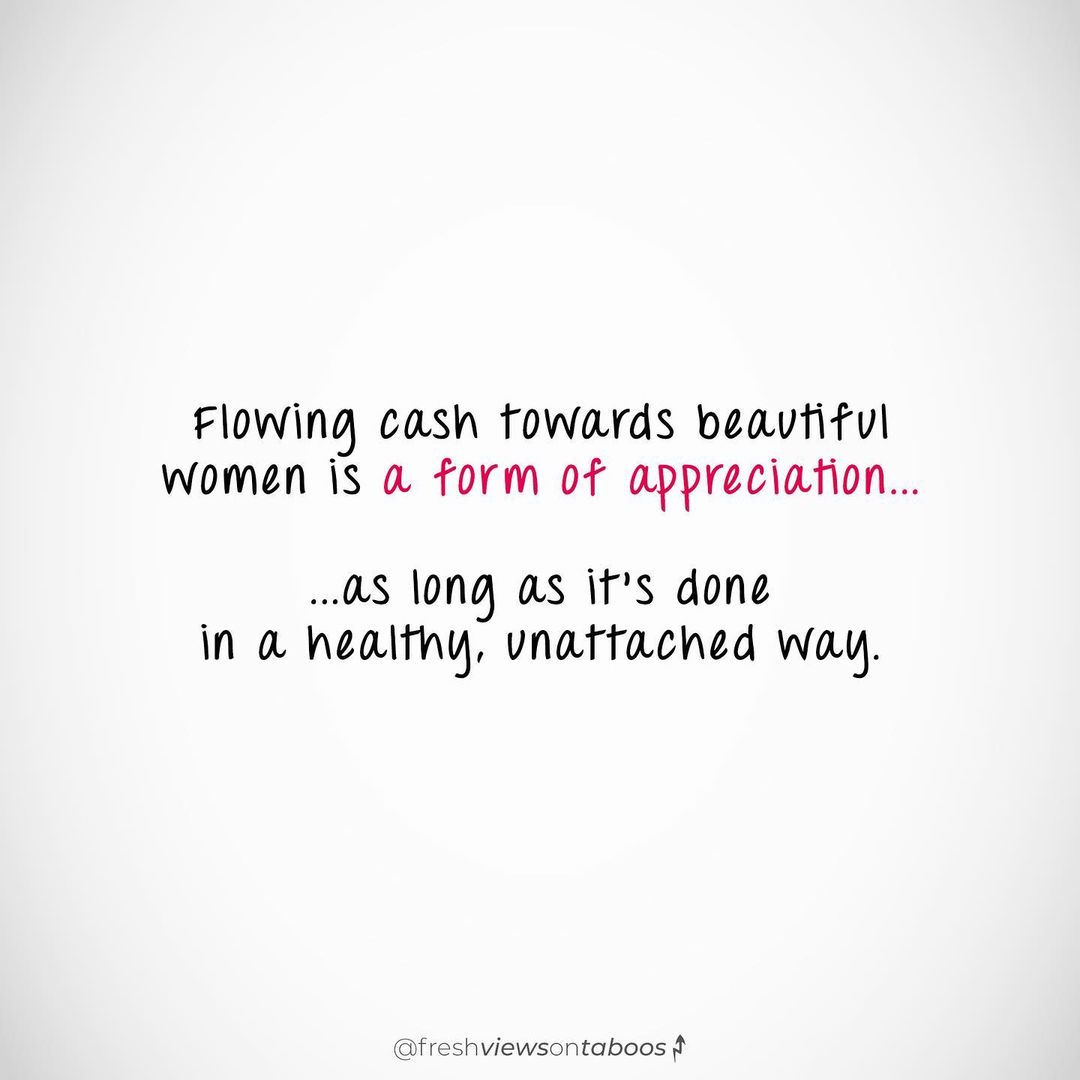 Flowing cash towards beautiful
women is a form of appreciation...
...as long as it's done
in a healthy, unattached way.
@freshviewsontaboos